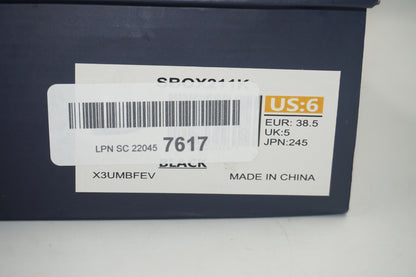 US:6
EUR: 38.5
UK:5
JPN:245
LPN SC 22045 7617
BLACK
X3UMBFEV
MADE IN CHINA